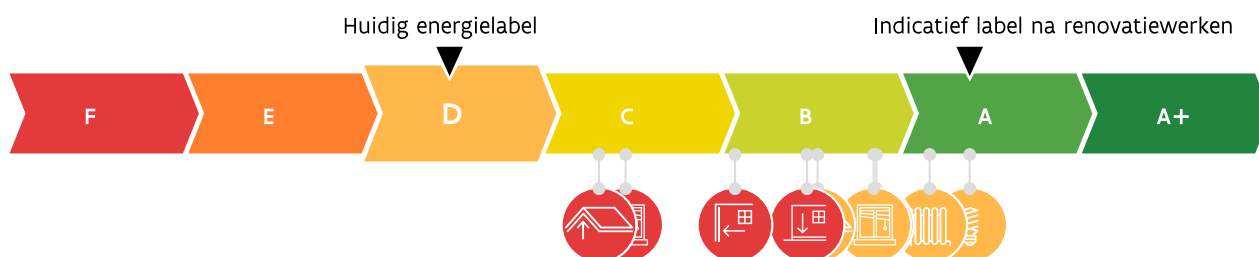 Huidig energielabel
Indicatief label na renovatiewerken
F
E
D
C
B
A
A+